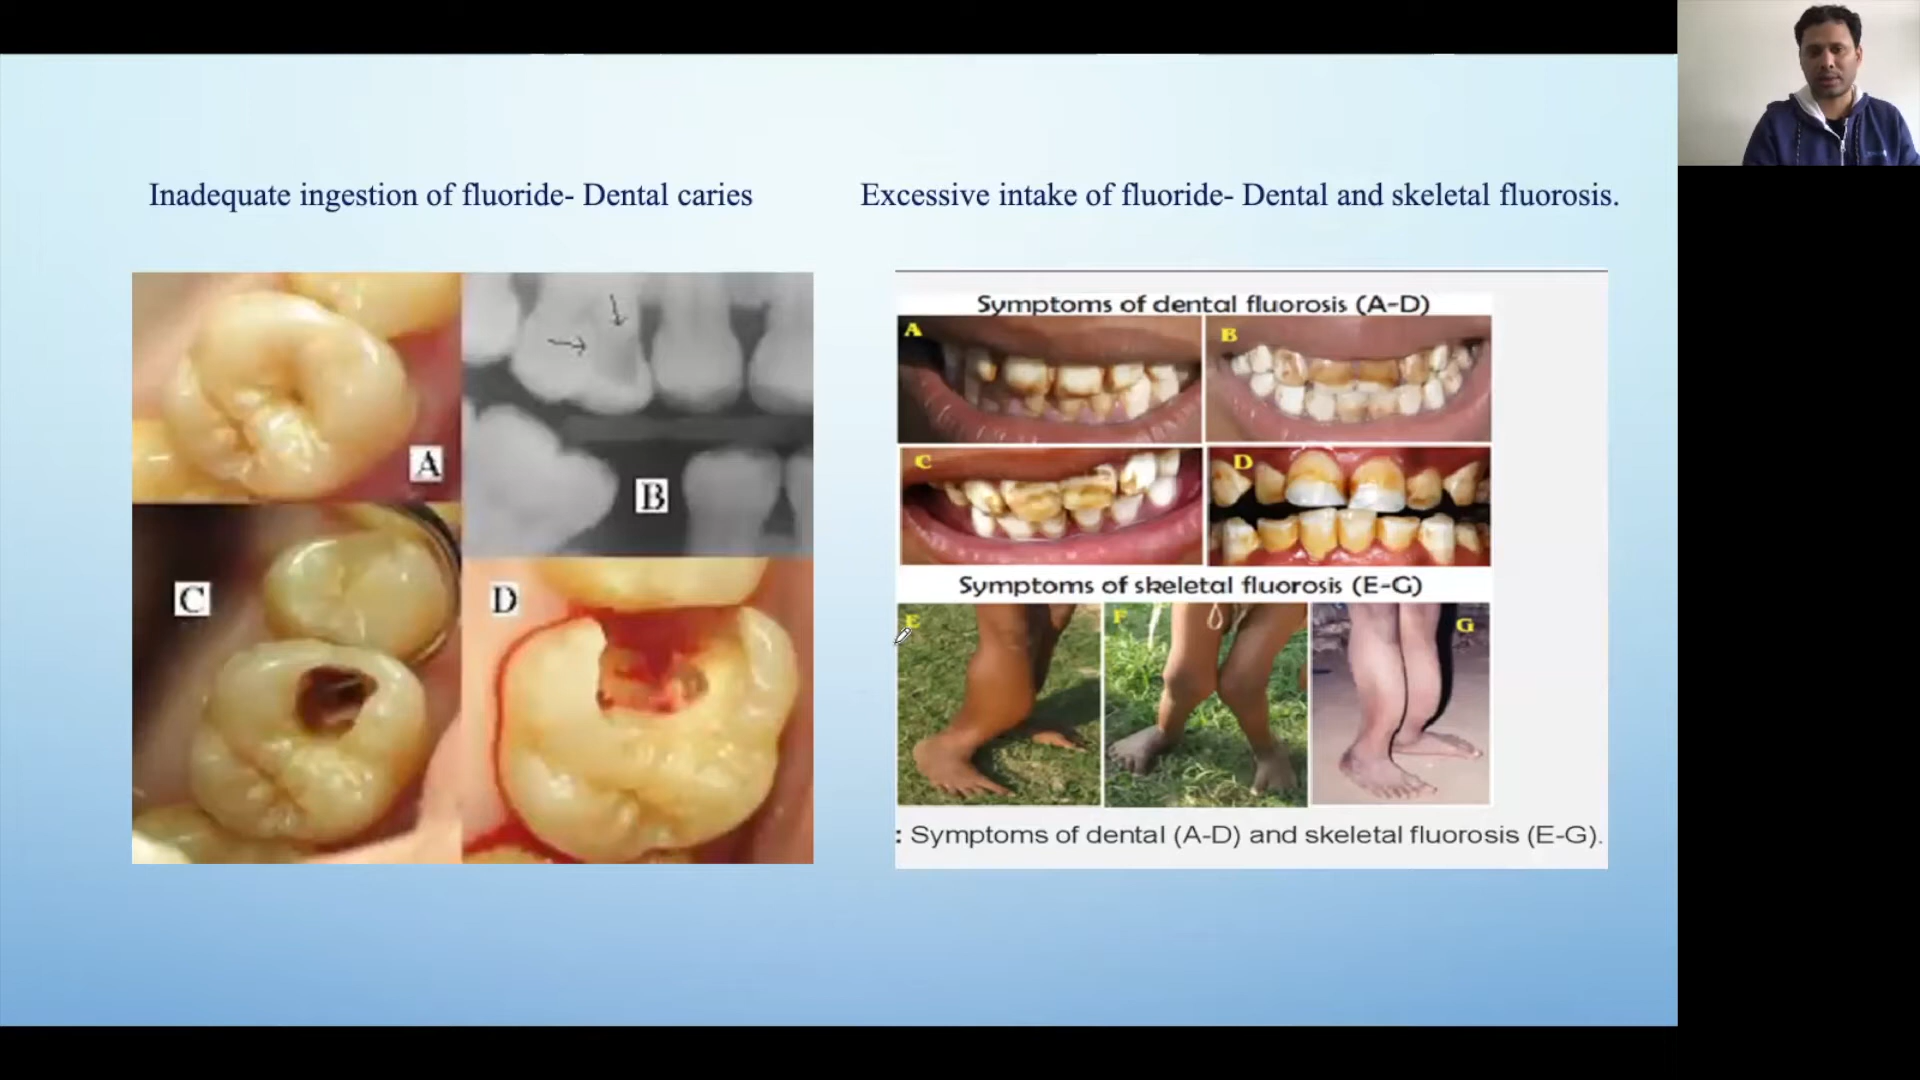 Inadequate ingestion of fluoride- Dental caries
A
B
C
D
Excessive intake of fluoride- Dental and skeletal fluorosis.
Symptoms of dental fluorosis (A-D)
A
B
C
D
Symptoms of skeletal fluorosis (E-G)
E
F
G
: Symptoms of dental (A-D) and skeletal fluorosis (E-G).